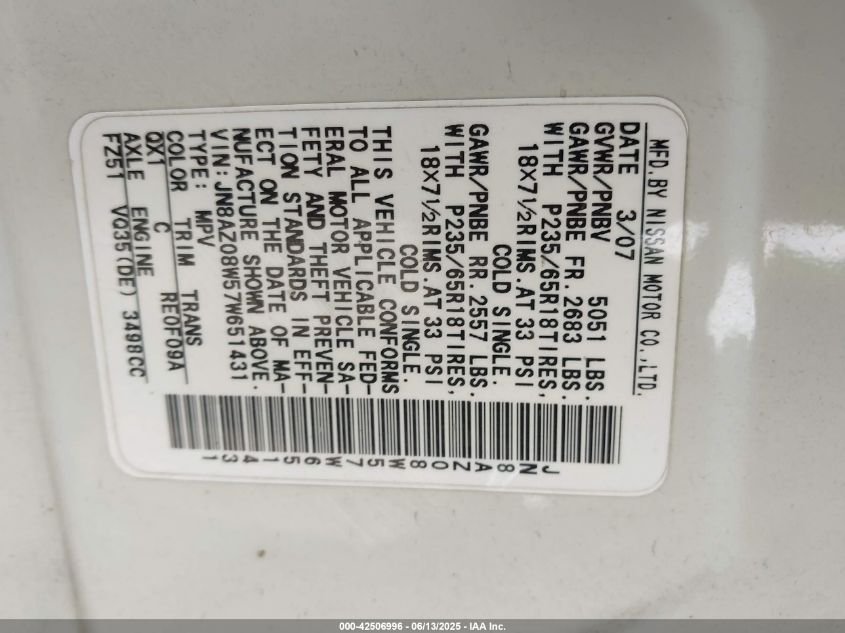 MFD.BY NISSAN MOTOR CO.,LTD.
DATE 3/07
GVWR/PNBV 5051 LBS.
GAWR/PNBE FR. 2683 LBS.
WITH P235/65R18TIRES,
18X7½RIMS.AT 33 PSI
COLD SINGLE.
GAWR/PNBE RR. 2557 LBS.
WITH P235/65R18TIRES,
18X7½RIMS.AT 33 PSI
COLD SINGLE.
THIS VEHICLE CONFORMS
TO ALL APPLICABLE FED-
ERAL MOTOR VEHICLE SA-
FETY AND THEFT PREVEN-
TION STANDARDS IN EFF-
ECT ON THE DATE OF MA-
NUFACTURE SHOWN ABOVE.
VIN: JN8AZ08W57W651431
TYPE: MPV
COLOR TRIM TRANS
QX1 C RE0F09A
AXLE ENGINE
FZ51 VQ35(DE) 3498CC
JN8AZ08W57W651431
000-42506996 - 06/13/2025 - IAA Inc.